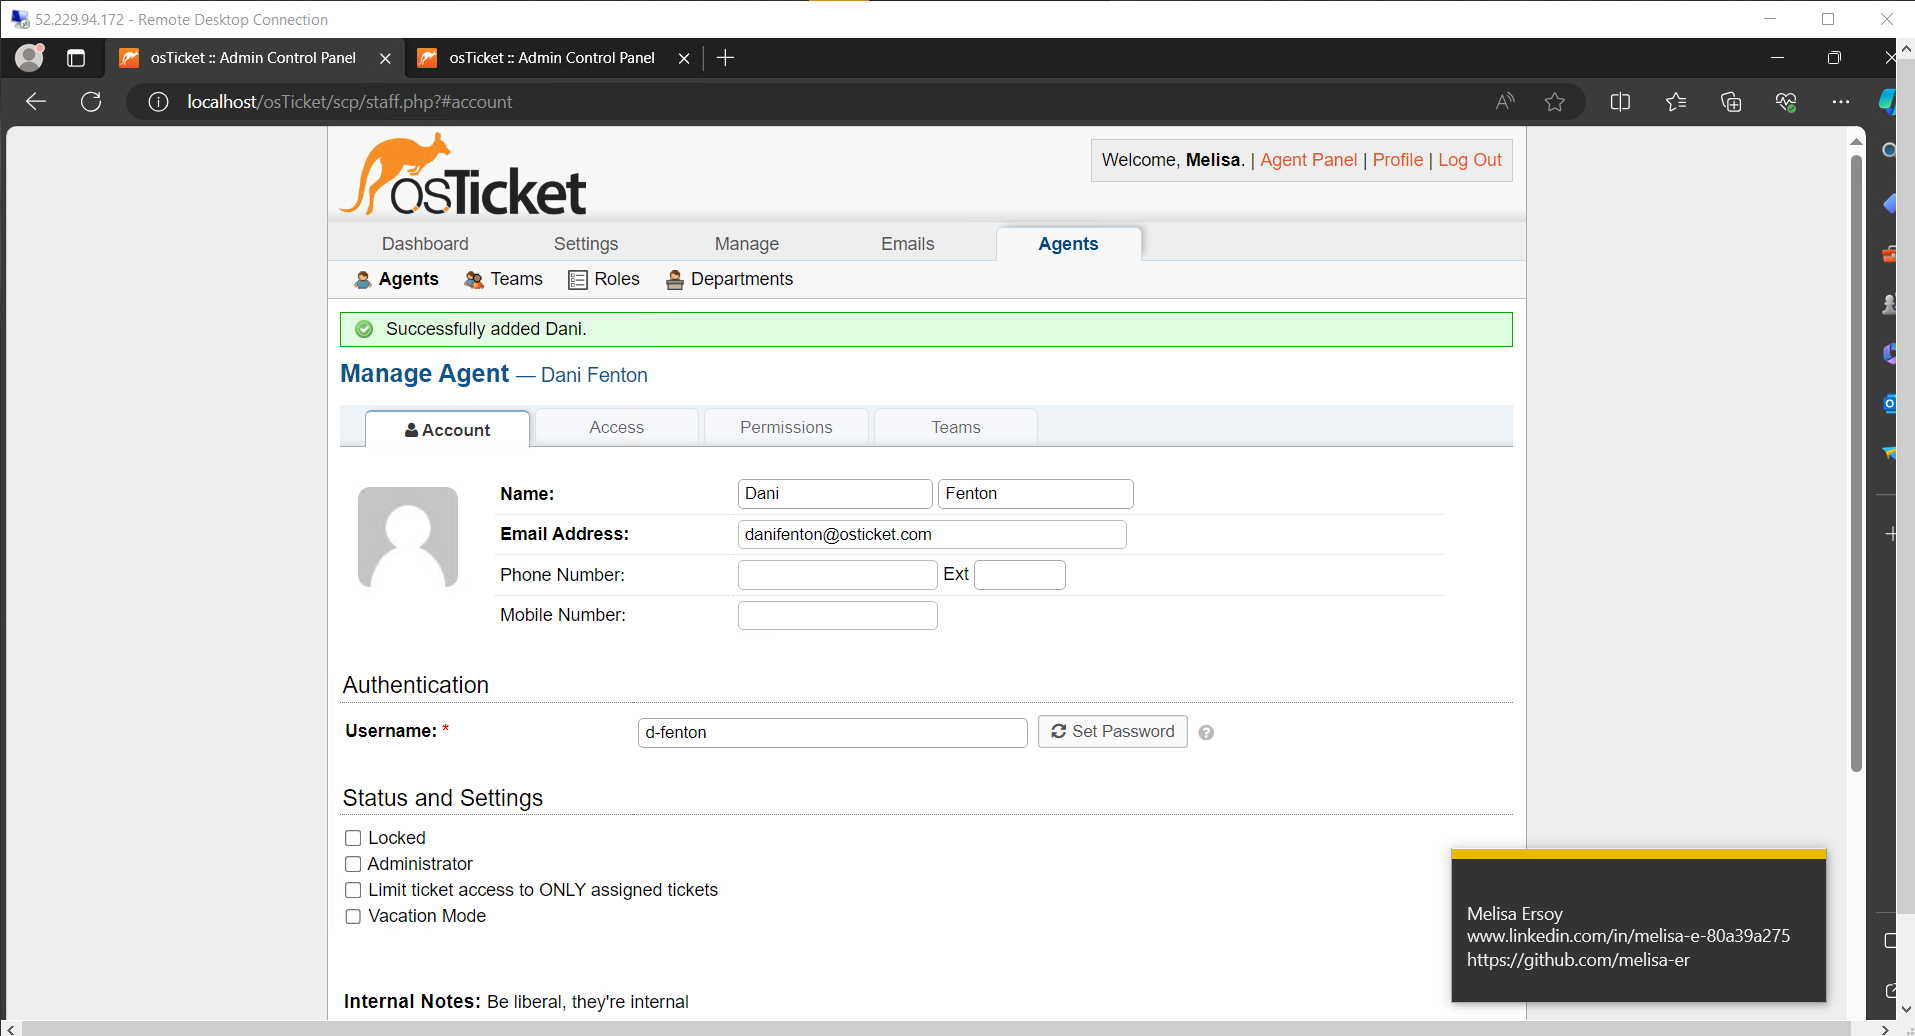 52.229.94.172 - Remote Desktop Connection
osTicket :: Admin Control Panel
osTicket :: Admin Control Panel
localhost/osTicket/scp/staff.php?#account
osTicket
Welcome, Melisa. | Agent Panel | Profile | Log Out
Dashboard Settings Manage Emails Agents
Agents Teams Roles Departments
Successfully added Dani.
Manage Agent — Dani Fenton
Account Access Permissions Teams
Name: Dani Fenton
Email Address: danifenton@osticket.com
Phone Number: Ext
Mobile Number:
Authentication
Username: * d-fenton Set Password ?
Status and Settings
Locked
Administrator
Limit ticket access to ONLY assigned tickets
Vacation Mode
Internal Notes: Be liberal, they're internal
Melisa Ersoy
www.linkedin.com/in/melisa-e-80a39a275
https://github.com/melisa-er